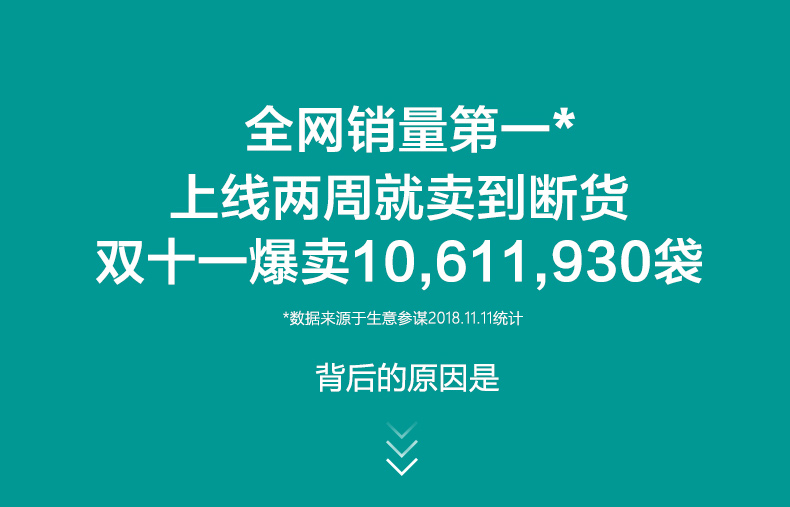 全网销量第一*
上线两周就卖到断货
双十一爆卖10,611,930袋
*数据来源于生意参谋2018.11.11统计
背后的原因是